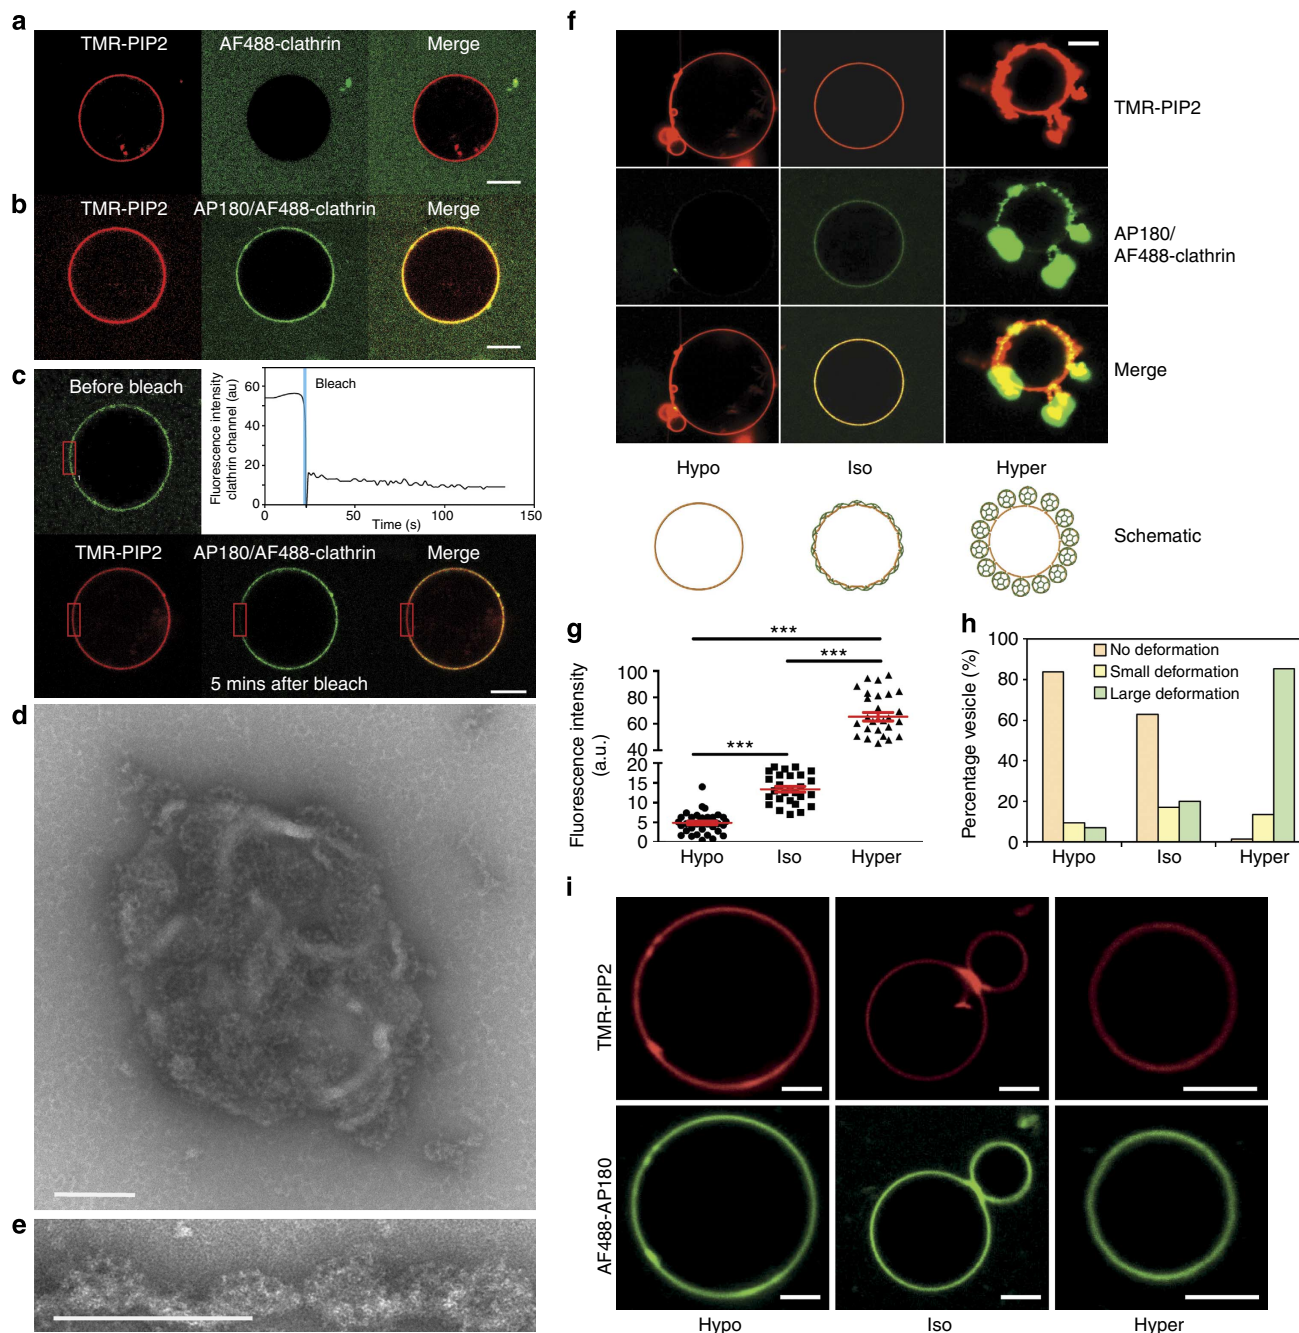 a
TMR-PIP2 AF488-clathrin Merge
b
TMR-PIP2 AP180/AF488-clathrin Merge
c
Before bleach
1
Fluorescence intensity
clathrin channel (au)
60
40
20
0
Bleach
0 50 100 150
Time (s)
TMR-PIP2 AP180/AF488-clathrin Merge
5 mins after bleach
d
e
f
TMR-PIP2
AP180/
AF488-clathrin
Merge
Hypo Iso Hyper
Schematic
g
Fluorescence intensity
(a.u.)
100
80
60
40
20
15
10
5
0
***
***
***
Hypo Iso Hyper
h
Percentage vesicle (%)
100
80
60
40
20
0
No deformation
Small deformation
Large deformation
Hypo Iso Hyper
i
TMR-PIP2
AF488-AP180
Hypo Iso Hyper